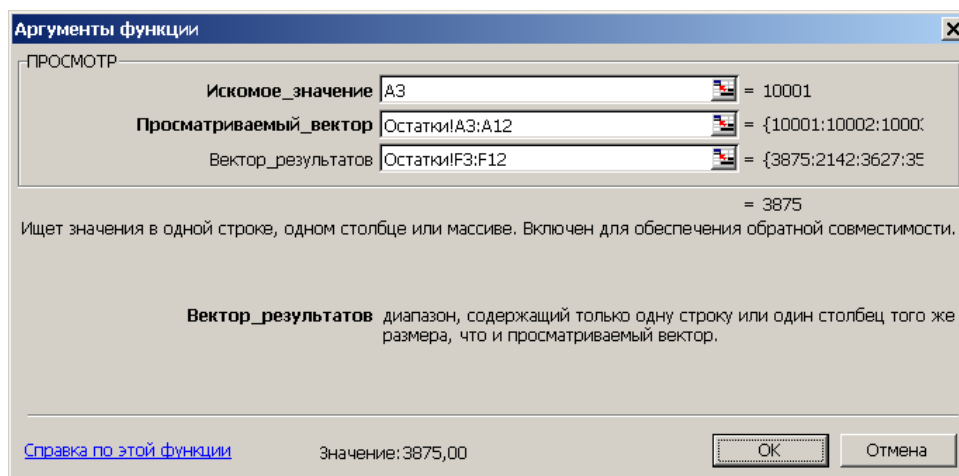 Аргументы функции
ПРОСМОТР
Искомое_значение A3 = 10001
Просматриваемый_вектор Остатки!A3:A12 = {10001:10002:1000
Вектор_результатов Остатки!F3:F12 = {3875:2142:3627:35
= 3875
Ищет значения в одной строке, одном столбце или массиве. Включен для обеспечения обратной совместимости.
Вектор_результатов диапазон, содержащий только одну строку или один столбец того же
размера, что и просматриваемый вектор.
Справка по этой функции Значение:3875,00 ОК Отмена